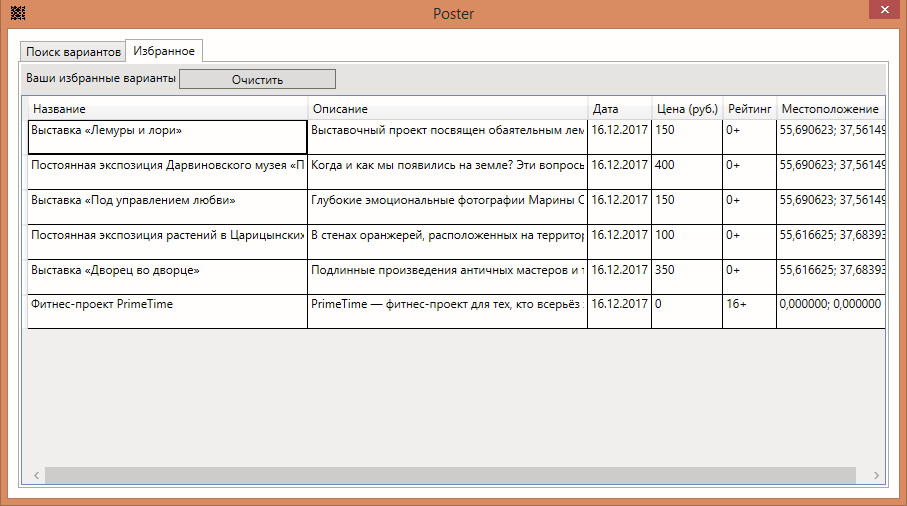 Poster
Поиск вариантов Избранное
Ваши избранные варианты Очистить
Название Описание Дата Цена (руб.) Рейтинг Местоположение
Выставка «Лемуры и лори» Выставочный проект посвящен обаятельным лем 16.12.2017 150 0+ 55,690623; 37,56149
Постоянная экспозиция Дарвиновского музея «П Когда и как мы появились на земле? Эти вопросы 16.12.2017 400 0+ 55,690623; 37,56149
Выставка «Под управлением любви» Глубокие эмоциональные фотографии Марины С 16.12.2017 150 0+ 55,690623; 37,56149
Постоянная экспозиция растений в Царицынских В стенах оранжерей, расположенных на территор 16.12.2017 100 0+ 55,616625; 37,68393
Выставка «Дворец во дворце» Подлинные произведения античных мастеров и 16.12.2017 350 0+ 55,616625; 37,68393
Фитнес-проект PrimeTime PrimeTime — фитнес-проект для тех, кто всерьёз 16.12.2017 0 16+ 0,000000; 0,000000